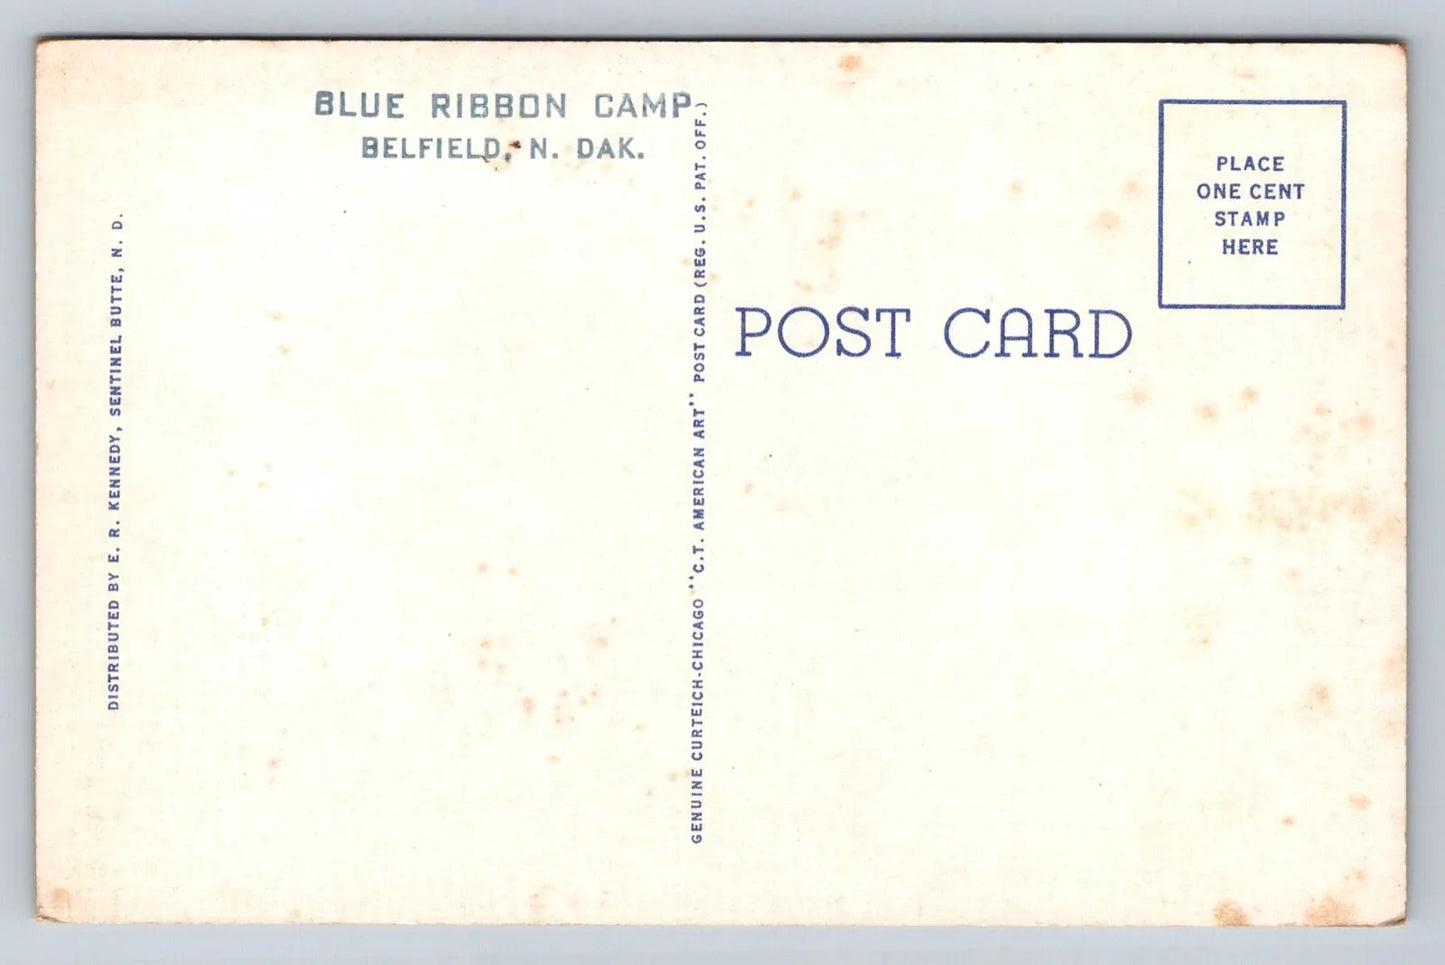 BLUE RIBBON CAMP
BELFIELD, N. DAK.
DISTRIBUTED BY E. R. KENNEDY, SENTINEL BUTTE, N. D.
GENUINE CURTEICH-CHICAGO "C.T. AMERICAN ART" POST CARD (REG. U.S. PAT. OFF.)
POST CARD
PLACE
ONE CENT
STAMP
HERE